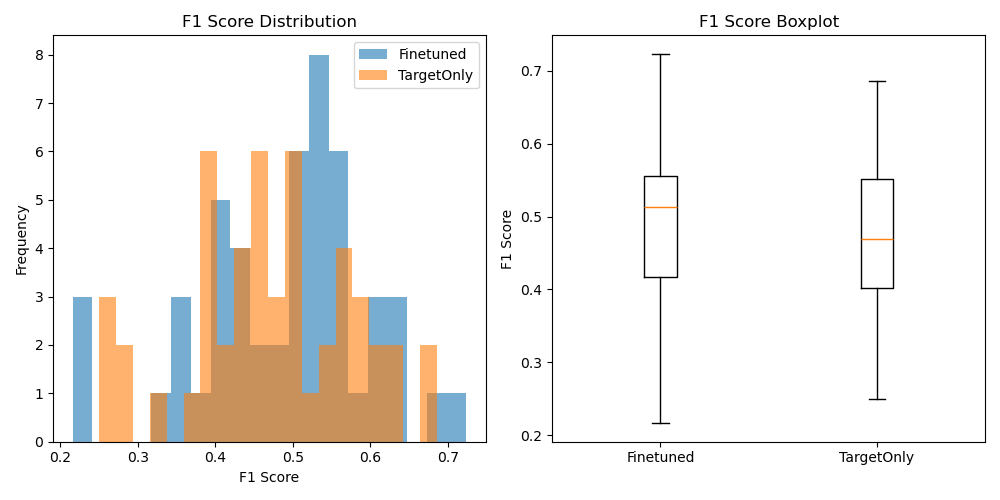 F1 Score Distribution
Finetuned
TargetOnly
8
7
6
5
4
3
2
1
0
Frequency
0.2 0.3 0.4 0.5 0.6 0.7
F1 Score
F1 Score Boxplot
0.7
0.6
0.5
0.4
0.3
0.2
F1 Score
Finetuned TargetOnly